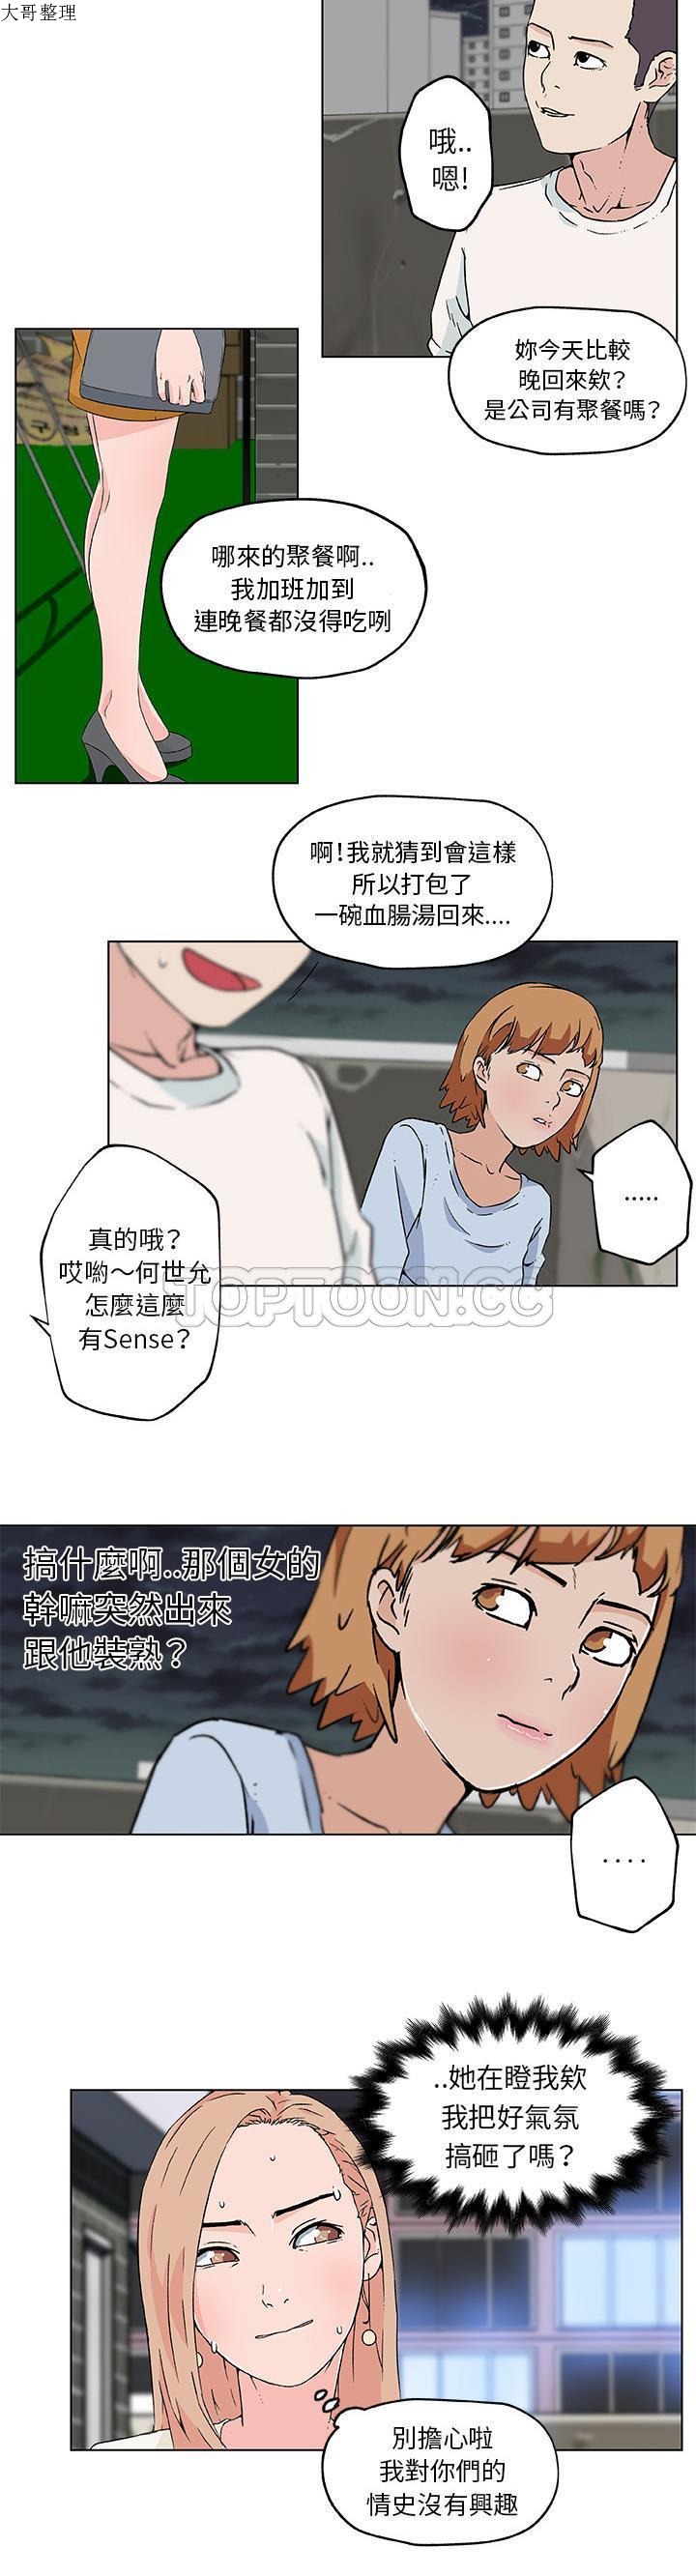 大哥整理
哦..
嗯!
妳今天比較
晚回來欸?
是公司有聚餐嗎?
哪來的聚餐啊..
我加班加到
連晚餐都沒得吃咧
啊!我就猜到會這樣
所以打包了
一碗血腸湯回來....
.....
真的哦?
哎呦～何世允
怎麼這麼
有Sense?
TOPTOON.CC
搞什麼啊..那個女的
幹嘛突然出來
跟他裝熟?
....
..她在瞪我欸
我把好氣氛
搞砸了嗎?
別擔心啦
我對你們的
情史沒有興趣